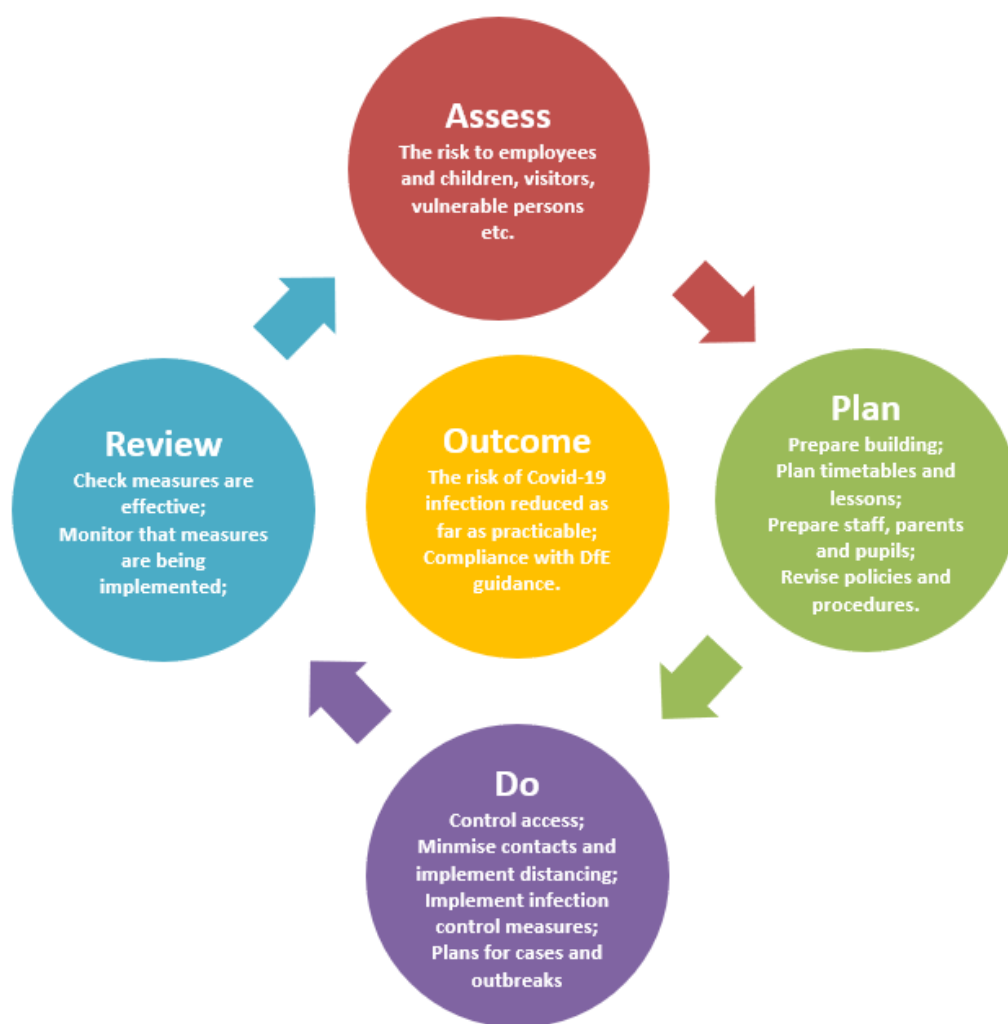 Assess
The risk to employees
and children, visitors,
vulnerable persons
etc.
Plan
Prepare building;
Plan timetables and
lessons;
Prepare staff, parents
and pupils;
Revise policies and
procedures.
Review
Check measures are
effective;
Monitor that measures
are being
implemented;
Outcome
The risk of Covid-19
infection reduced as
far as practicable;
Compliance with DfE
guidance.
Do
Control access;
Minmise contacts and
implement distancing;
Implement infection
control measures;
Plans for cases and
outbreaks